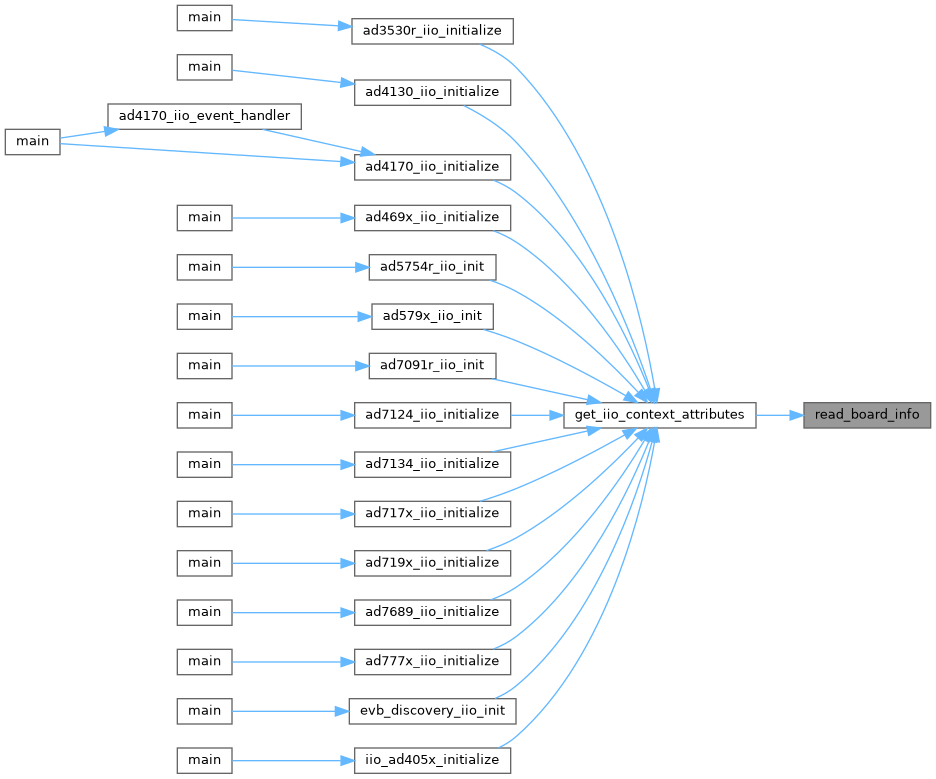 main
ad3530r_iio_initialize
main
ad4130_iio_initialize
ad4170_iio_event_handler
main
ad4170_iio_initialize
main
ad469x_iio_initialize
main
ad5754r_iio_init
main
ad579x_iio_init
main
ad7091r_iio_init
main
ad7124_iio_initialize
get_iio_context_attributes
read_board_info
main
ad7134_iio_initialize
main
ad717x_iio_initialize
main
ad719x_iio_initialize
main
ad7689_iio_initialize
main
ad777x_iio_initialize
main
evb_discovery_iio_init
main
iio_ad405x_initialize